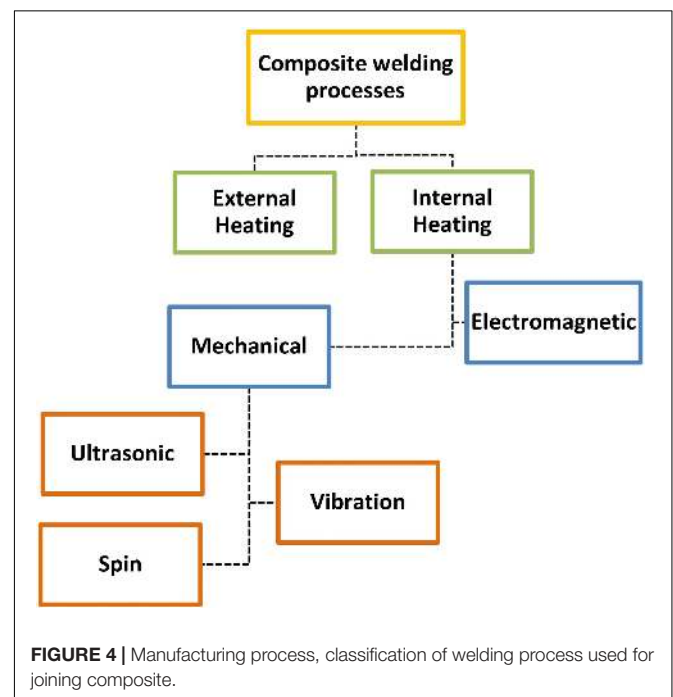 Composite welding
processes
External
Heating
Internal
Heating
Electromagnetic
Mechanical
Ultrasonic
Vibration
Spin
FIGURE 4 | Manufacturing process, classification of welding process used for
joining composite.